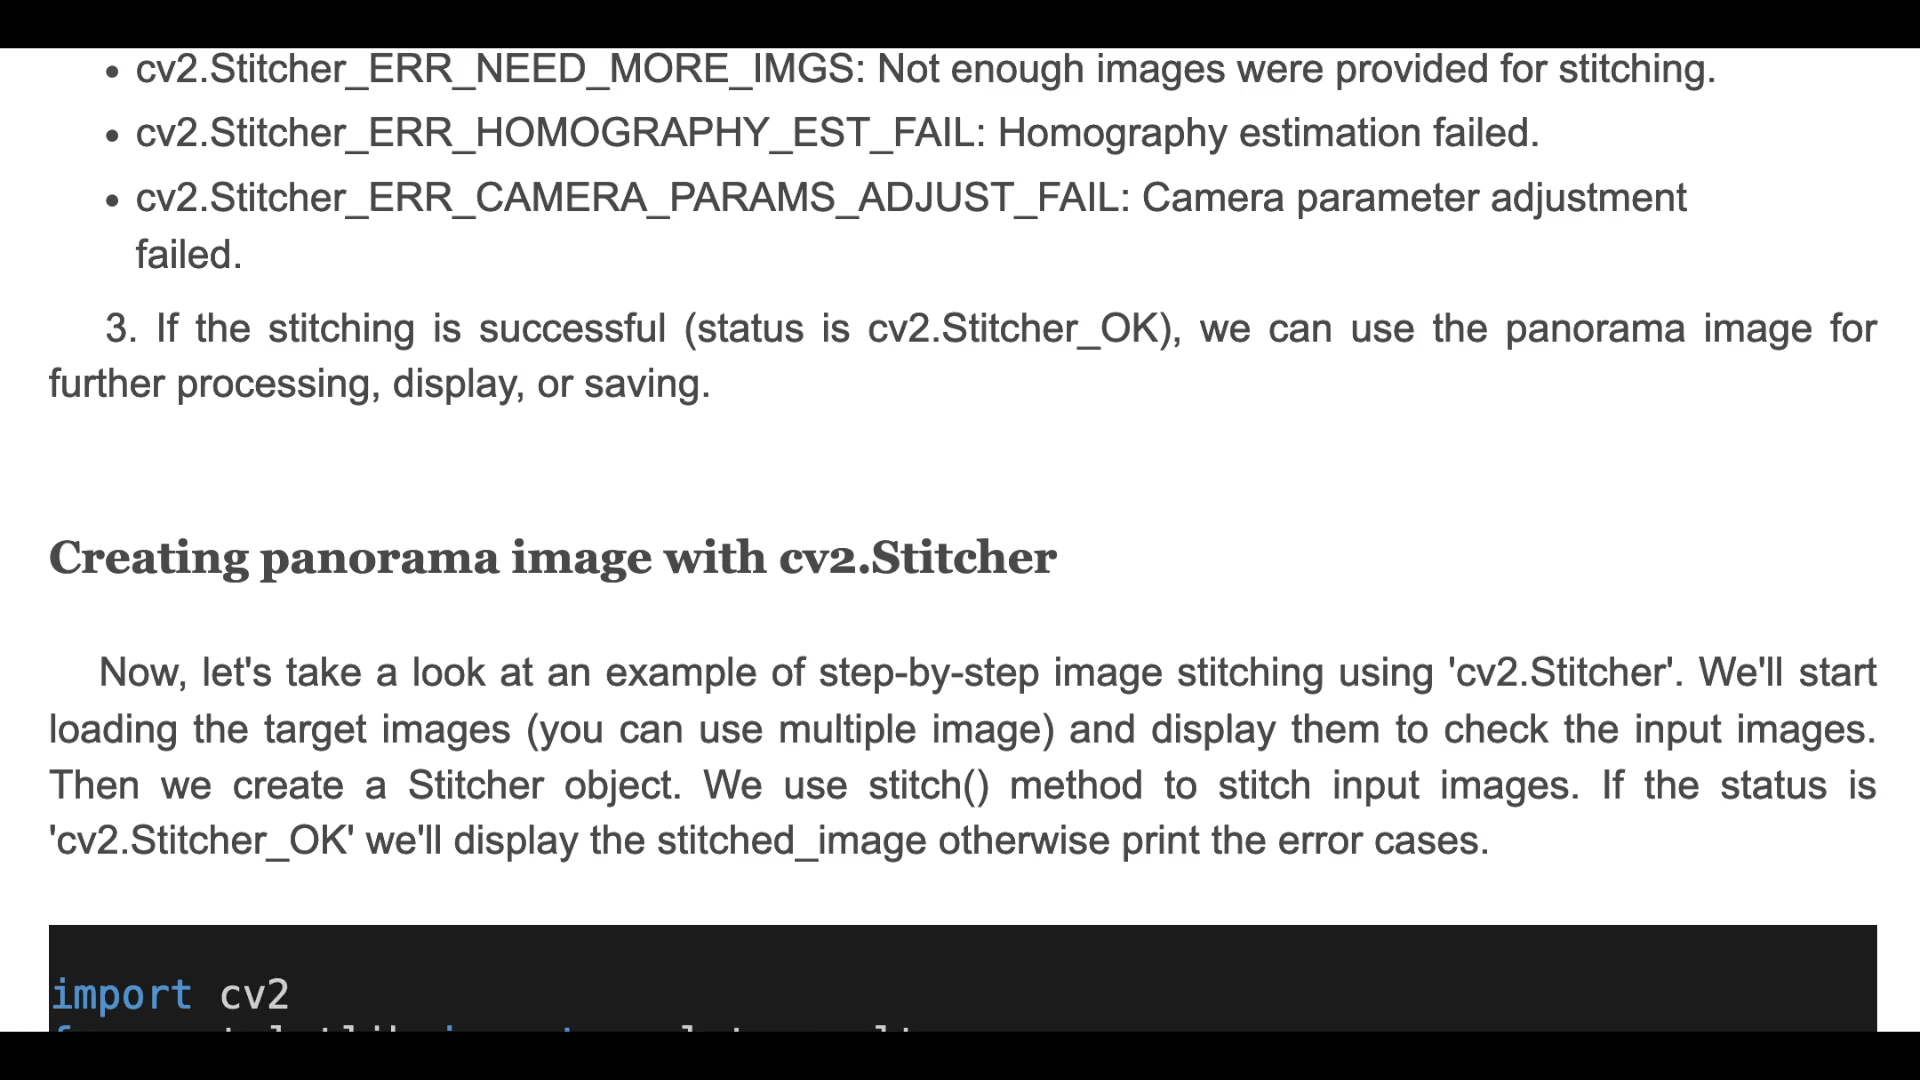 • cv2.Stitcher_ERR_NEED_MORE_IMGS: Not enough images were provided for stitching.
• cv2.Stitcher_ERR_HOMOGRAPHY_EST_FAIL: Homography estimation failed.
• cv2.Stitcher_ERR_CAMERA_PARAMS_ADJUST_FAIL: Camera parameter adjustment
failed.
3. If the stitching is successful (status is cv2.Stitcher_OK), we can use the panorama image for
further processing, display, or saving.
Creating panorama image with cv2.Stitcher
Now, let's take a look at an example of step-by-step image stitching using 'cv2.Stitcher'. We'll start
loading the target images (you can use multiple image) and display them to check the input images.
Then we create a Stitcher object. We use stitch() method to stitch input images. If the status is
'cv2.Stitcher_OK' we'll display the stitched_image otherwise print the error cases.
import cv2